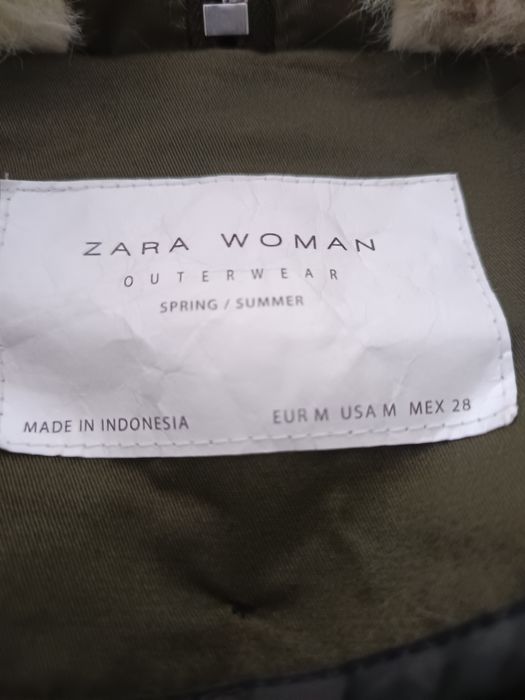 ZARA WOMAN
OUTERWEAR
SPRING / SUMMER
MADE IN INDONESIA EUR M USA M MEX 28